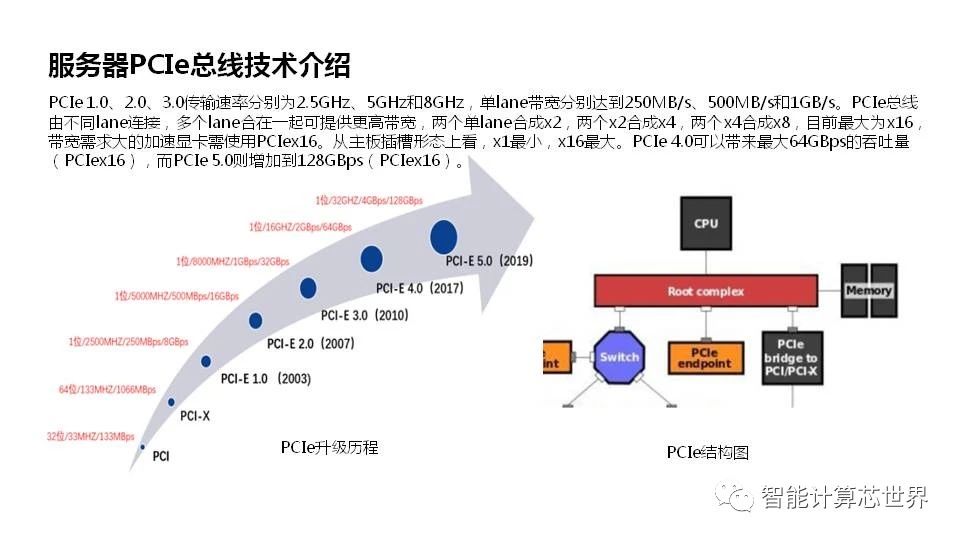 服务器PCIe总线技术介绍
PCIe 1.0、2.0、3.0传输速率分别为2.5GHz、5GHz和8GHz，单lane带宽分别达到250MB/s、500MB/s和1GB/s。PCIe总线
由不同lane连接，多个lane合在一起可提供更高带宽，两个单lane合成x2，两个x2合成x4，两个x4合成x8，目前最大为x16，
带宽需求大的加速显卡需使用PCIex16。从主板插槽形态上看，x1最小，x16最大。PCIe 4.0可以带来最大64GBps的吞吐量
（PCIex16），而PCIe 5.0则增加到128GBps（PCIex16）。
1位/32GHZ/4GBps/128GBps
1位/16GHZ/2GBps/64GBps
PCI-E 5.0（2019）
1位/8000MHZ/1GBps/32GBps
PCI-E 4.0（2017）
1位/5000MHZ/500MBps/16GBps
PCI-E 3.0（2010）
1位/2500MHZ/250MBps/8GBps
PCI-E 2.0（2007）
PCI-E 1.0 （2003）
64位/133MHZ/1066MBps
PCI-X
32位/33MHZ/133MBps
PCI
PCIe升级历程
CPU
Root complex
Memory
int
Switch
PCIe
endpoint
PCIe
bridge to
PCI/PCI-X
PCIe结构图
智能计算芯世界